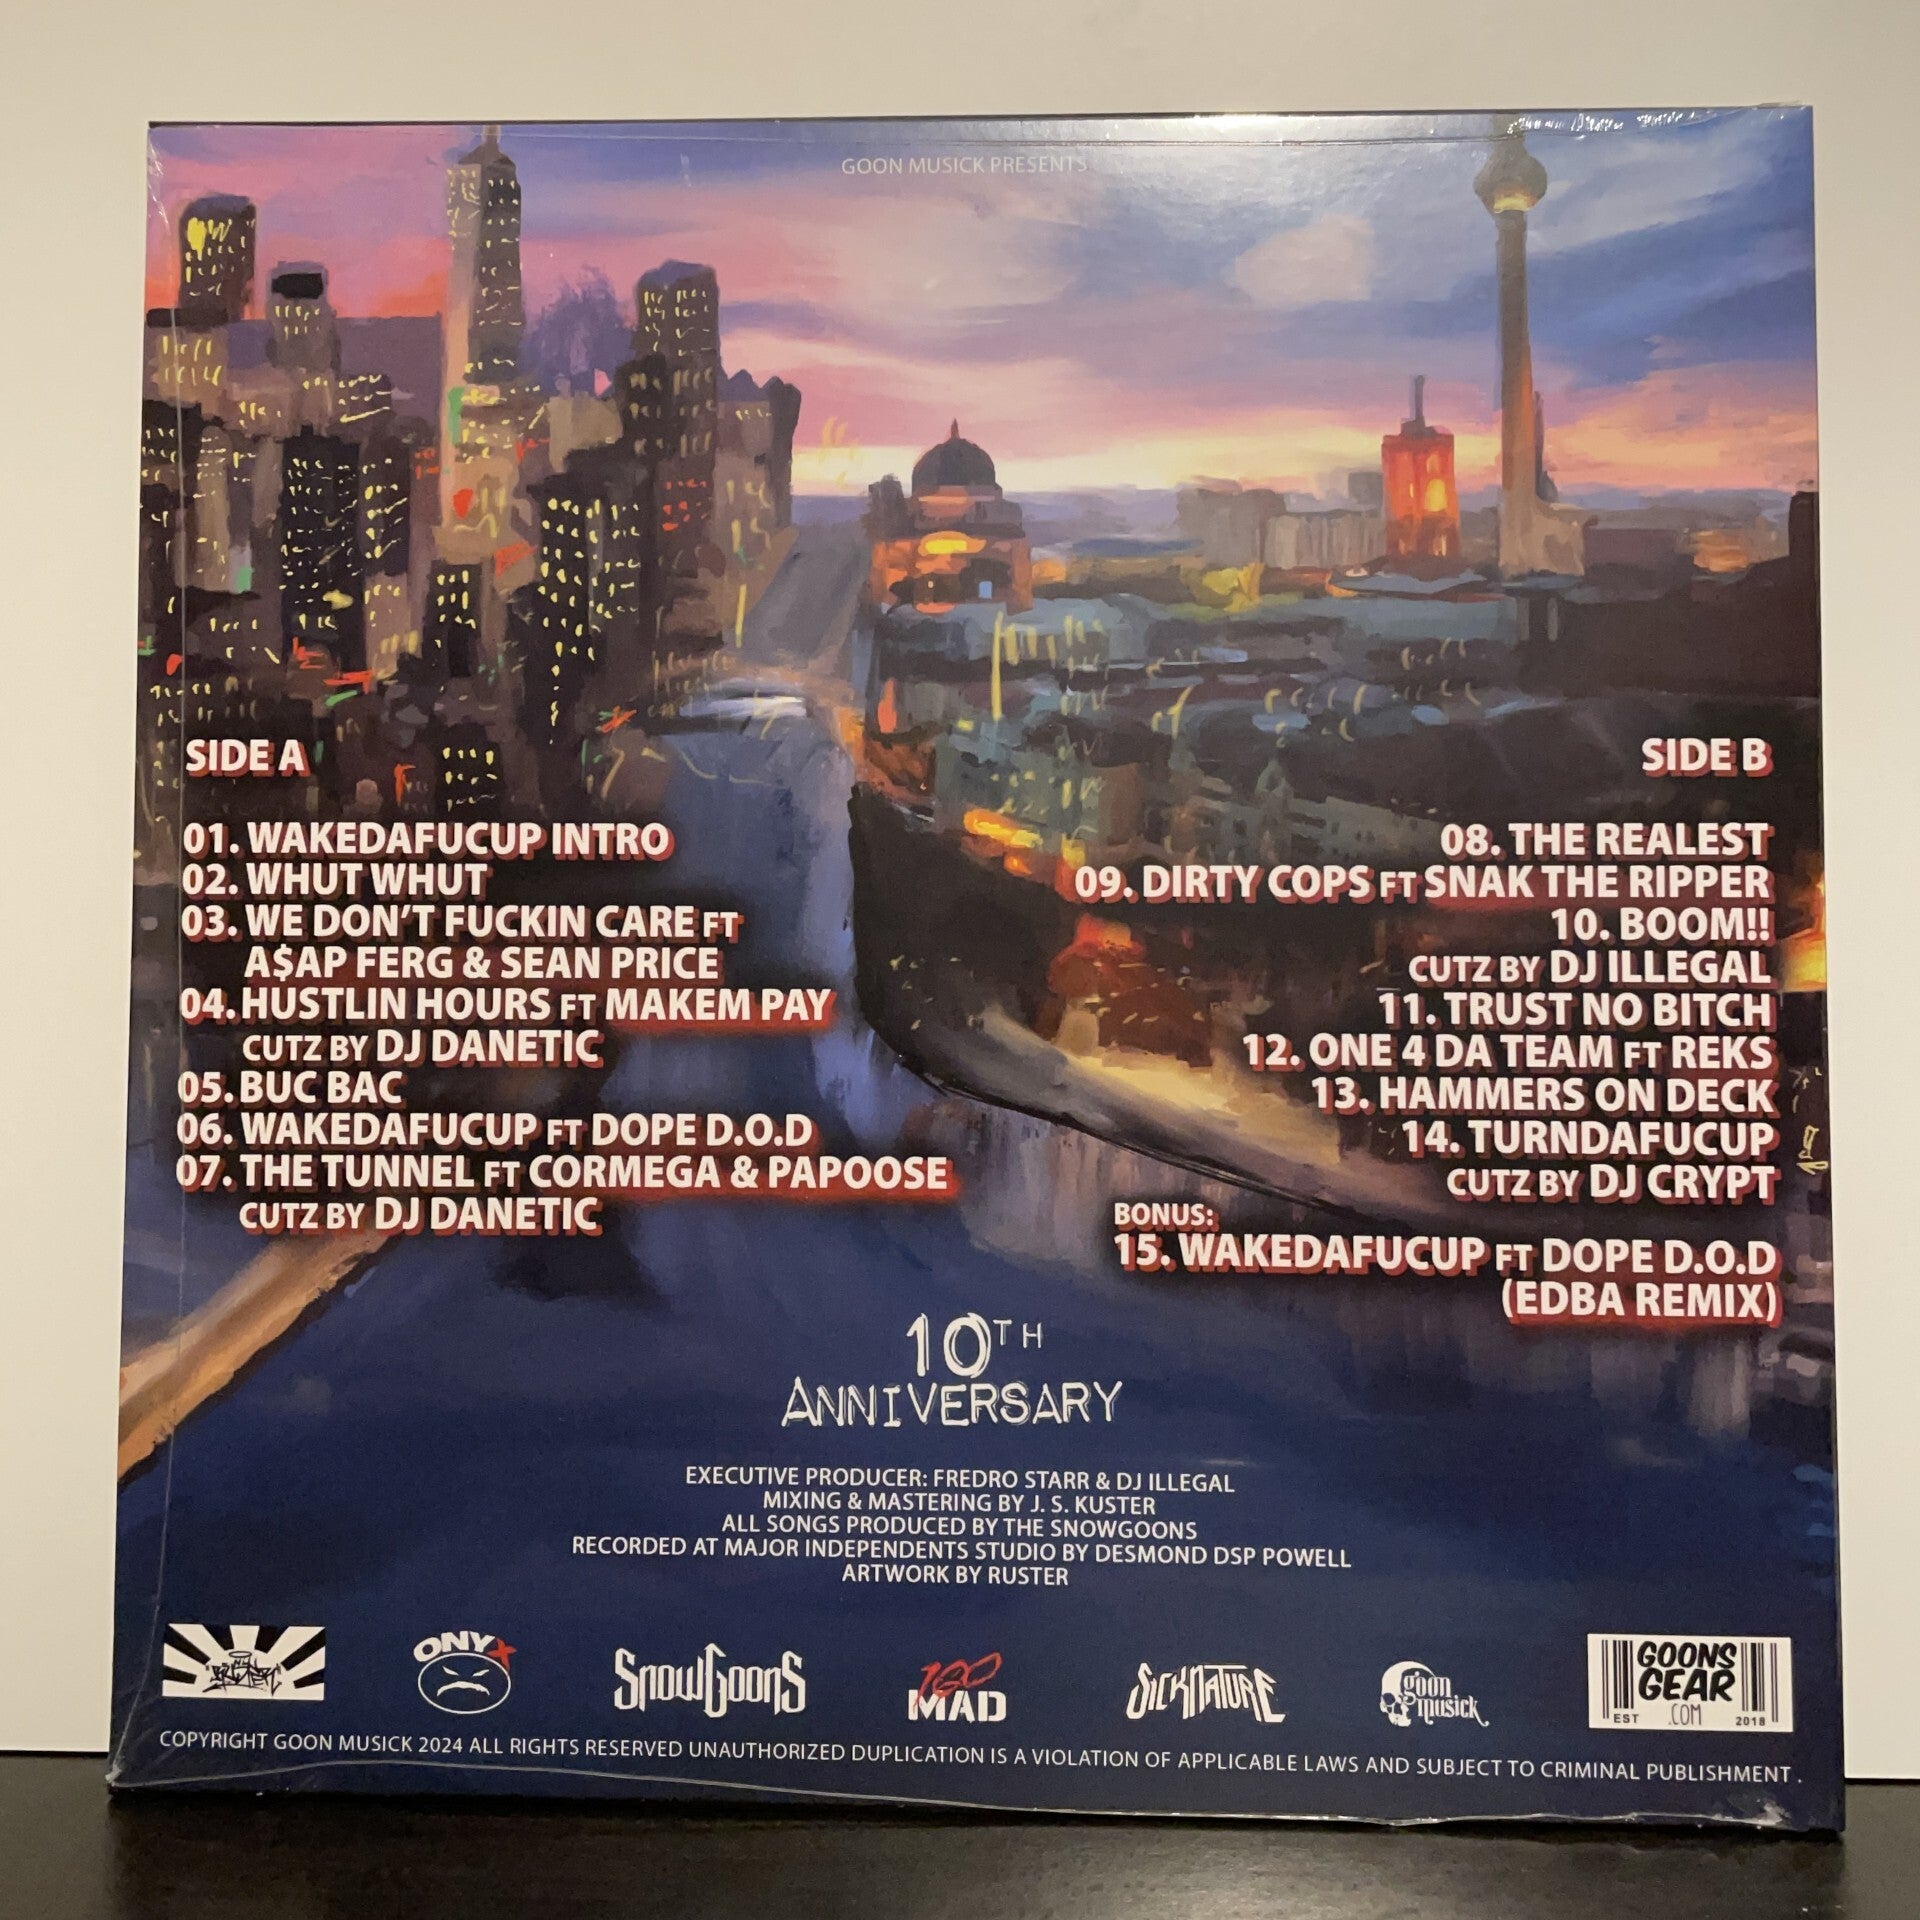 GOON MUSICK PRESENTS
SIDE A
01. WAKEDAFUCUP INTRO
02. WHUT WHUT
03. WE DON'T FUCKIN CARE FT
A$AP FERG & SEAN PRICE
04. HUSTLIN HOURS FT MAKEM PAY
CUTZ BY DJ DANETIC
05. BUC BAC
06. WAKEDAFUCUP FT DOPE D.O.D
07. THE TUNNEL FT CORMEGA & PAPOOSE
CUTZ BY DJ DANETIC
SIDE B
08. THE REALEST
09. DIRTY COPS FT SNAK THE RIPPER
10. BOOM!!
CUTZ BY DJ ILLEGAL
11. TRUST NO BITCH
12. ONE 4 DA TEAM FT REKS
13. HAMMERS ON DECK
14. TURNDAFUCUP
CUTZ BY DJ CRYPT
BONUS:
15. WAKEDAFUCUP FT DOPE D.O.D
(EDBA REMIX)
10TH
ANNIVERSARY
EXECUTIVE PRODUCER: FREDRO STARR & DJ ILLEGAL
MIXING & MASTERING BY J. S. KUSTER
ALL SONGS PRODUCED BY THE SNOWGOONS
RECORDED AT MAJOR INDEPENDENTS STUDIO BY DESMOND DSP POWELL
ARTWORK BY RUSTER
ONYX
SNOWGOONS
100
MAD
SICKNATURE
goon
musick
GOONS
GEAR
.COM
EST 2018
COPYRIGHT GOON MUSICK 2024 ALL RIGHTS RESERVED UNAUTHORIZED DUPLICATION IS A VIOLATION OF APPLICABLE LAWS AND SUBJECT TO CRIMINAL PUBLISHMENT.